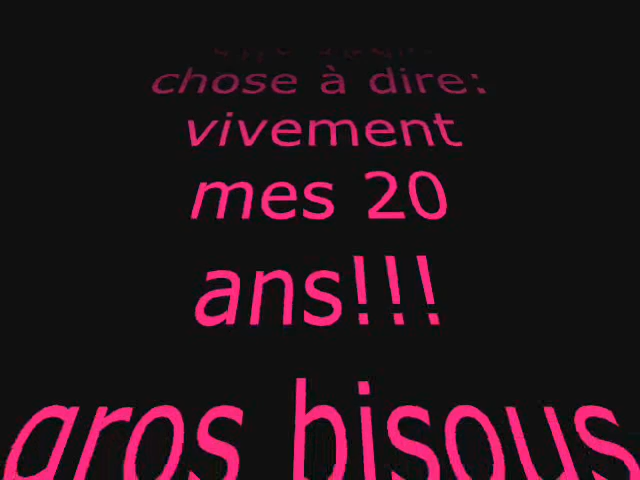 chose à dire:
vivement
mes 20
ans!!!
gros bisous